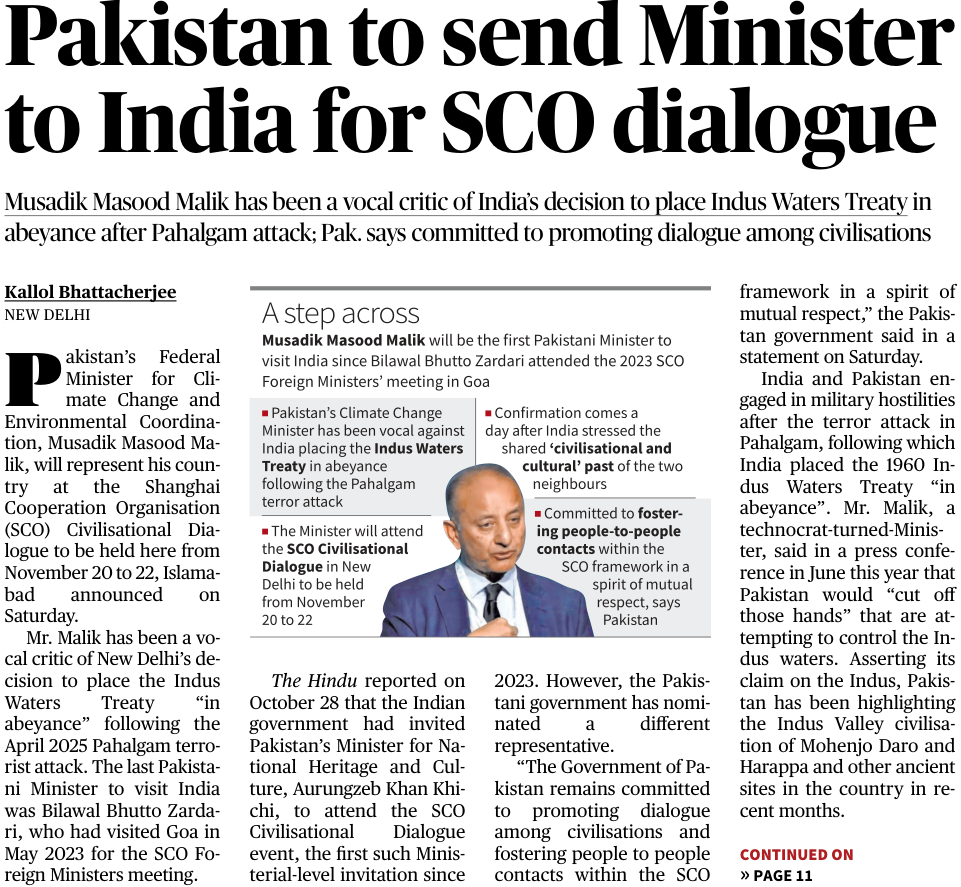 Pakistan to send Minister
to India for SCO dialogue
Musadik Masood Malik has been a vocal critic of India’s decision to place Indus Waters Treaty in
abeyance after Pahalgam attack; Pak. says committed to promoting dialogue among civilisations
Kallol Bhattacherjee
NEW DELHI
Pakistan’s Federal
Minister for Cli-
mate Change and
Environmental Coordina-
tion, Musadik Masood Ma-
lik, will represent his coun-
try at the Shanghai
Cooperation Organisation
(SCO) Civilisational Dia-
logue to be held here from
November 20 to 22, Islama-
bad announced on
Saturday.
Mr. Malik has been a vo-
cal critic of New Delhi’s de-
cision to place the Indus
Waters Treaty “in
abeyance” following the
April 2025 Pahalgam terro-
rist attack. The last Pakista-
ni Minister to visit India
was Bilawal Bhutto Zarda-
ri, who had visited Goa in
May 2023 for the SCO Fo-
reign Ministers meeting.
A step across
Musadik Masood Malik will be the first Pakistani Minister to
visit India since Bilawal Bhutto Zardari attended the 2023 SCO
Foreign Ministers’ meeting in Goa
■ Pakistan’s Climate Change
Minister has been vocal against
India placing the Indus Waters
Treaty in abeyance
following the Pahalgam
terror attack
■ The Minister will attend
the SCO Civilisational
Dialogue in New
Delhi to be held
from November
20 to 22
■ Confirmation comes a
day after India stressed the
shared ‘civilisational and
cultural’ past of the two
neighbours
■ Committed to foster-
ing people-to-people
contacts within the
SCO framework in a
spirit of mutual
respect, says
Pakistan
The Hindu reported on
October 28 that the Indian
government had invited
Pakistan’s Minister for Na-
tional Heritage and Cul-
ture, Aurungzeb Khan Khi-
chi, to attend the SCO
Civilisational Dialogue
event, the first such Minis-
terial-level invitation since
2023. However, the Pakis-
tani government has nomi-
nated a different
representative.
“The Government of Pa-
kistan remains committed
to promoting dialogue
among civilisations and
fostering people to people
contacts within the SCO
framework in a spirit of
mutual respect,” the Pakis-
tan government said in a
statement on Saturday.
India and Pakistan en-
gaged in military hostilities
after the terror attack in
Pahalgam, following which
India placed the 1960 In-
dus Waters Treaty “in
abeyance”. Mr. Malik, a
technocrat-turned-Minis-
ter, said in a press confe-
rence in June this year that
Pakistan would “cut off
those hands” that are at-
tempting to control the In-
dus waters. Asserting its
claim on the Indus, Pakis-
tan has been highlighting
the Indus Valley civilisa-
tion of Mohenjo Daro and
Harappa and other ancient
sites in the country in re-
cent months.
CONTINUED ON
» PAGE 11